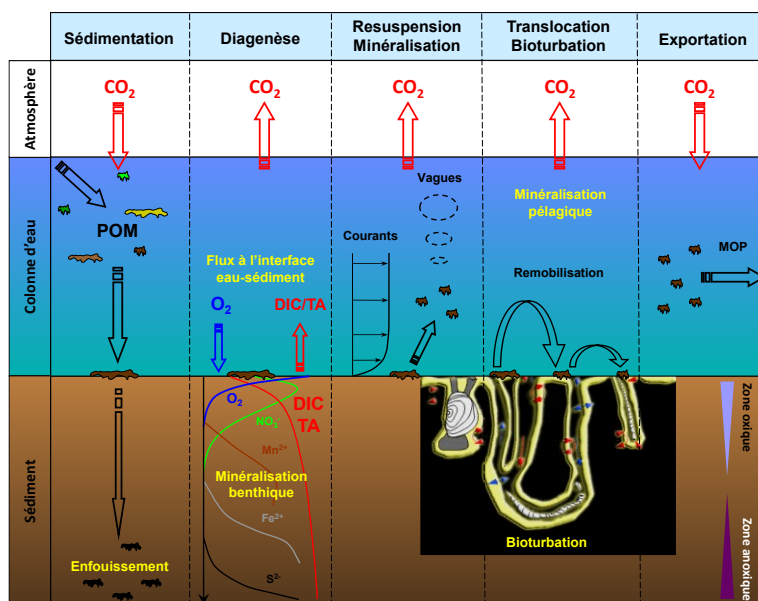 Sédimentation
Diagenèse
Resuspension
Minéralisation
Translocation
Bioturbation
Exportation
Atmosphère
CO₂
CO₂
CO₂
CO₂
CO₂
Colonne d'eau
POM
Flux à l'interface
eau-sédiment
O₂
DIC/TA
Vagues
Courants
Minéralisation
pélagique
Remobilisation
MOP
Sédiment
Enfouissement
O₂
NO₃⁻
DIC
TA
Mn²⁺
Minéralisation
benthique
Fe²⁺
S²⁻
Bioturbation
Zone oxique
Zone anoxique